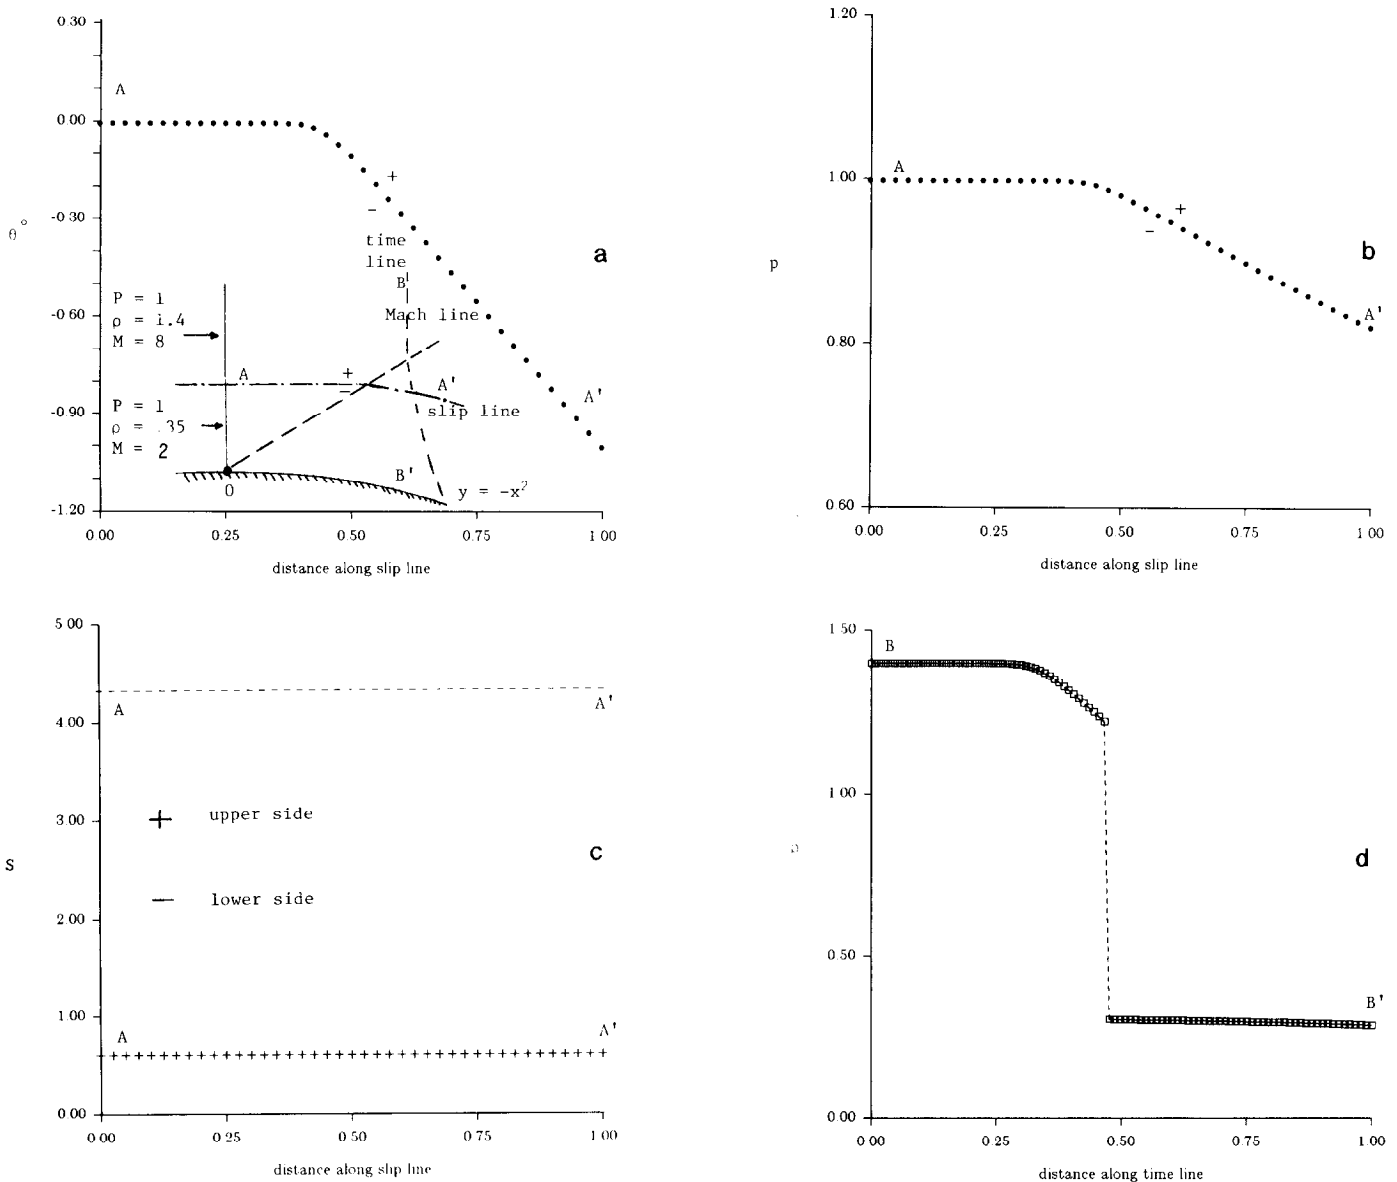 0.30
A
0.00
+
−
-0.30
θ°
time
line
a
B
P = 1
ρ = 1.4
M = 8
Mach line
-0.60
+
A
−
A'
A'
slip line
-0.90
P = 1
ρ = .35
M = 2
B'
O
y = -x²
-1.20
0.00 0.25 0.50 0.75 1.00
distance along slip line
1.20
A
1.00
+
−
b
p
A'
0.80
0.60
0.00 0.25 0.50 0.75 1.00
distance along slip line
5 00
A A'
4 00
+ upper side
3 00
c
S
− lower side
2 00
A A'
1 00
0 00
0 00 0 25 0 50 0 75 1 00
distance along slip line
1 50
B
1 00
d
0 50
B'
0 00
0 00 0 25 0 50 0 75 1 00
distance along time line